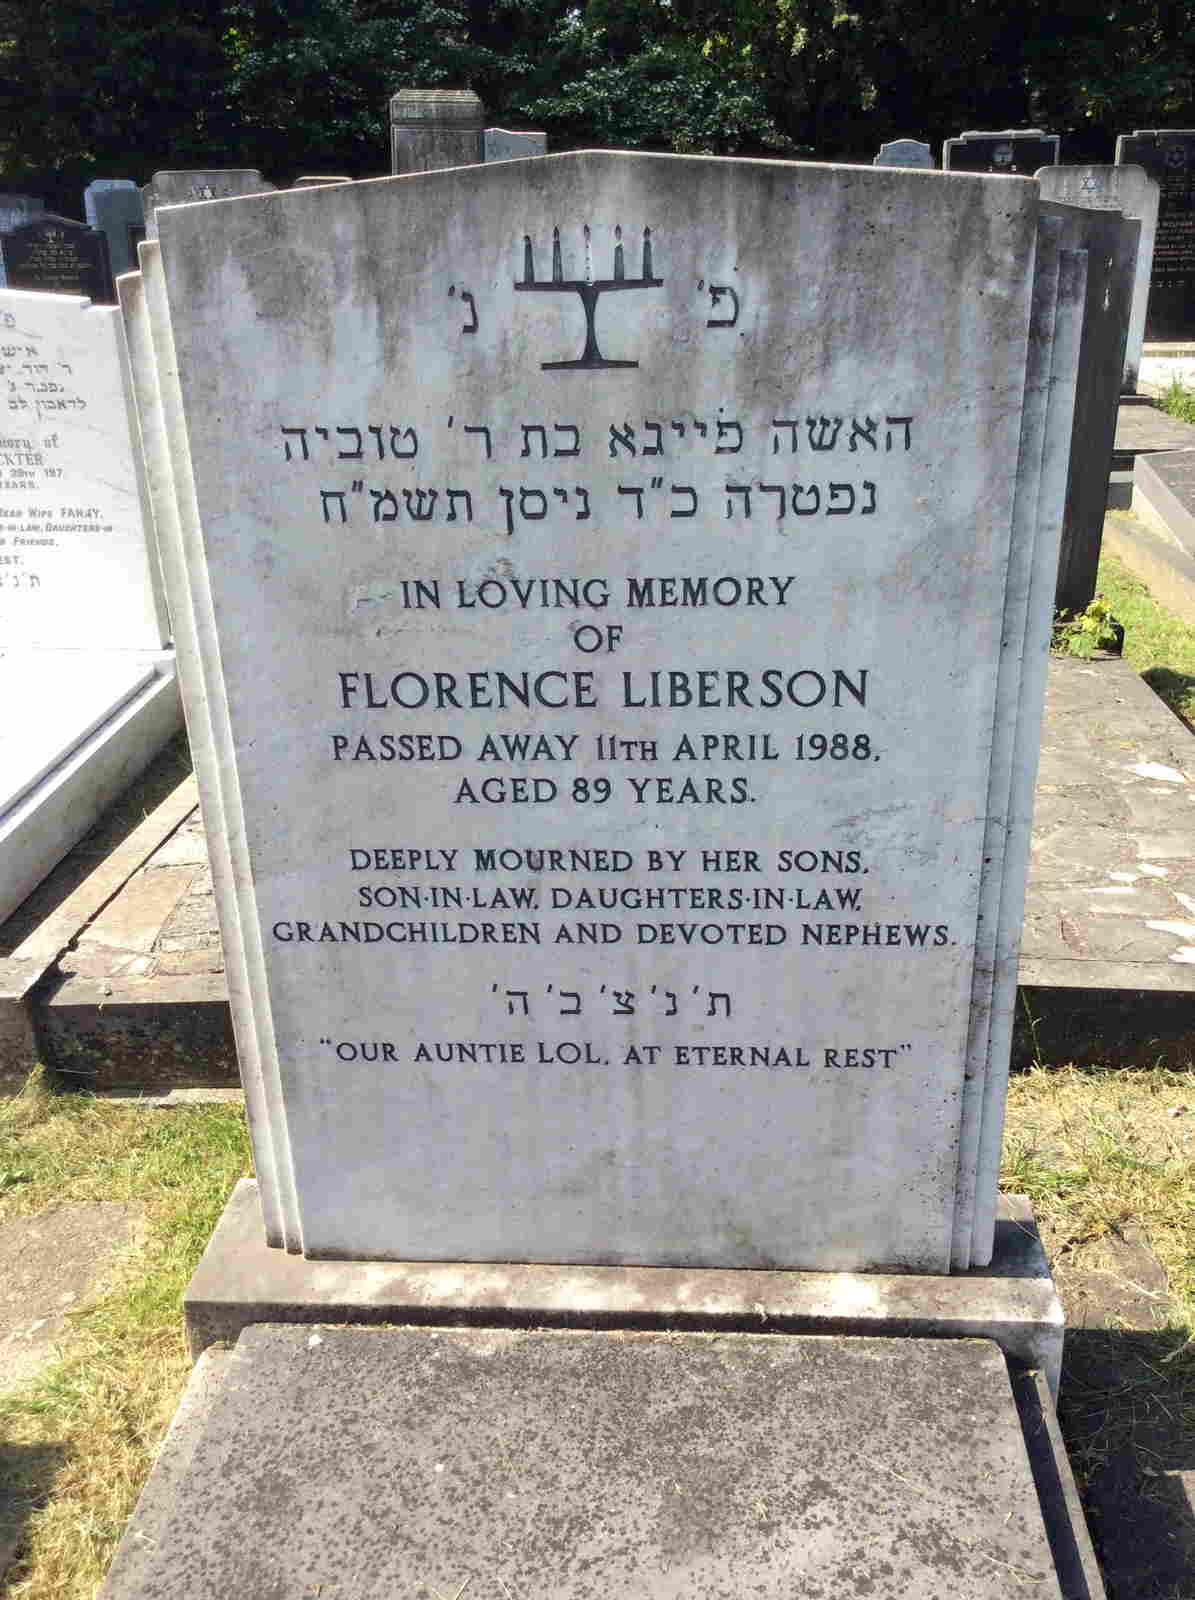 פ' נ'
האשה פייגא בת ר' טוביה
נפטרה כ"ד ניסן תשמ"ח
IN LOVING MEMORY
OF
FLORENCE LIBERSON
PASSED AWAY 11TH APRIL 1988,
AGED 89 YEARS.
DEEPLY MOURNED BY HER SONS,
SON·IN·LAW, DAUGHTERS·IN·LAW,
GRANDCHILDREN AND DEVOTED NEPHEWS.
ת' נ' צ' ב' ה'
"OUR AUNTIE LOL, AT ETERNAL REST"